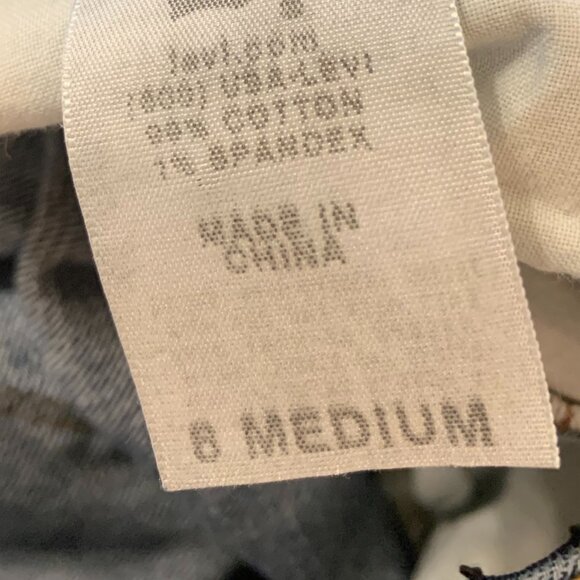 levi.com
(800) USA-LEVI
99% COTTON
1% SPANDEX
MADE IN
CHINA
8 MEDIUM